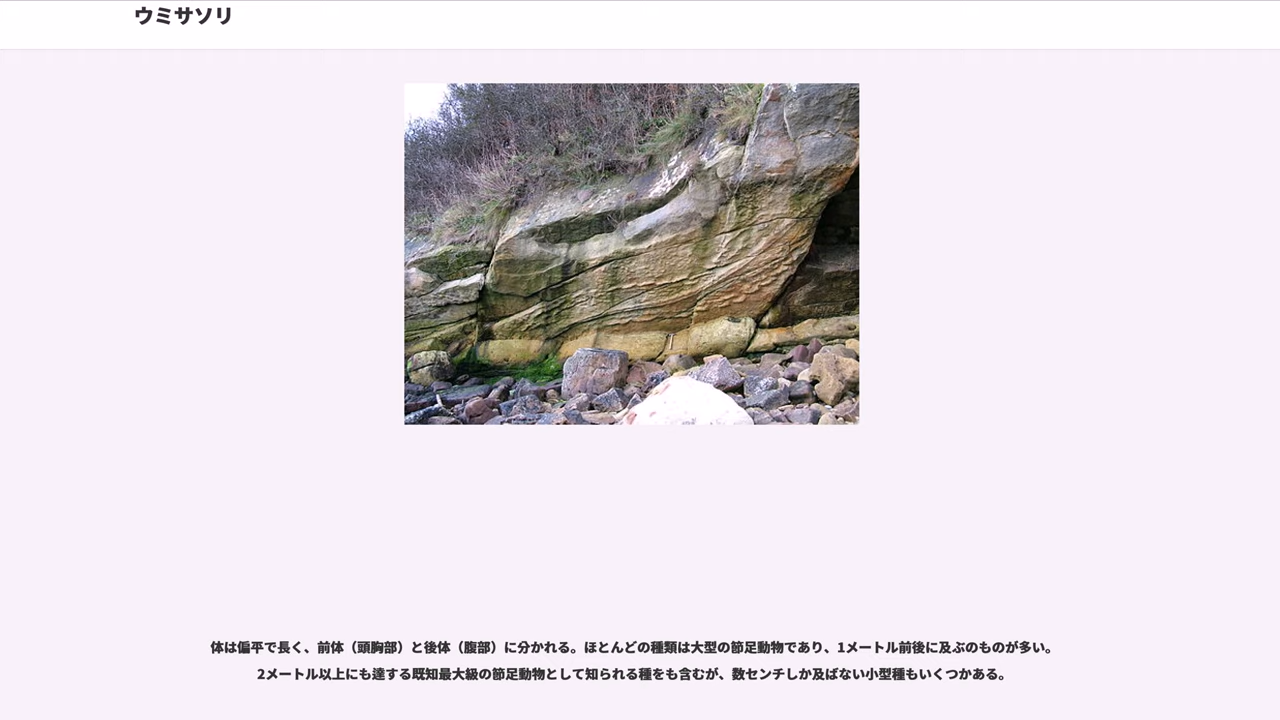 ウミサソリ
体は偏平で長く、前体（頭胸部）と後体（腹部）に分かれる。ほとんどの種類は大型の節足動物であり、1メートル前後に及ぶのものが多い。
2メートル以上にも達する既知最大級の節足動物として知られる種をも含むが、数センチしか及ばない小型種もいくつかある。